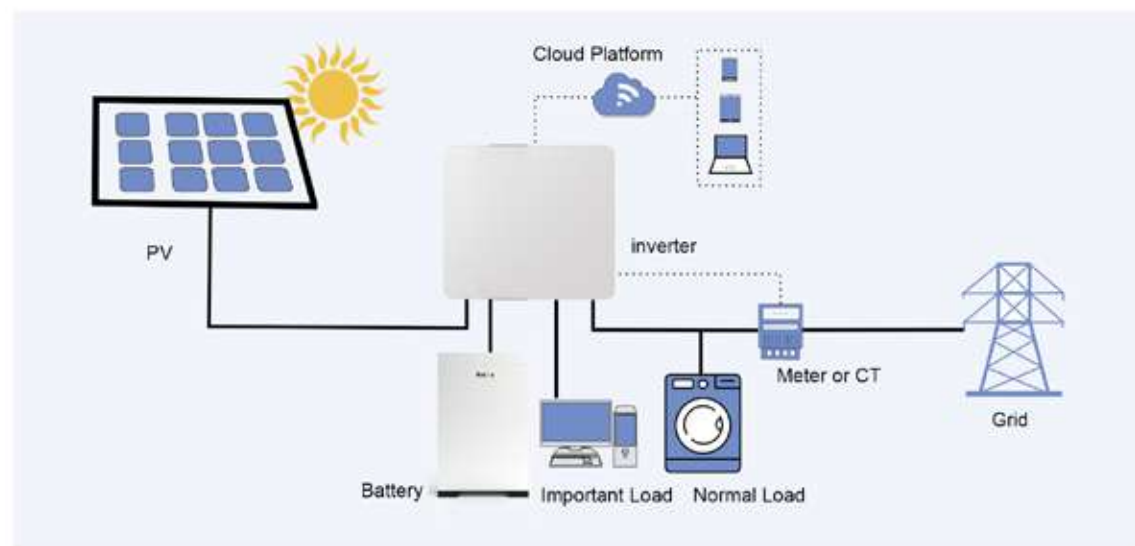 Cloud Platform
PV
inverter
Meter or CT
Grid
Battery
Important Load
Normal Load